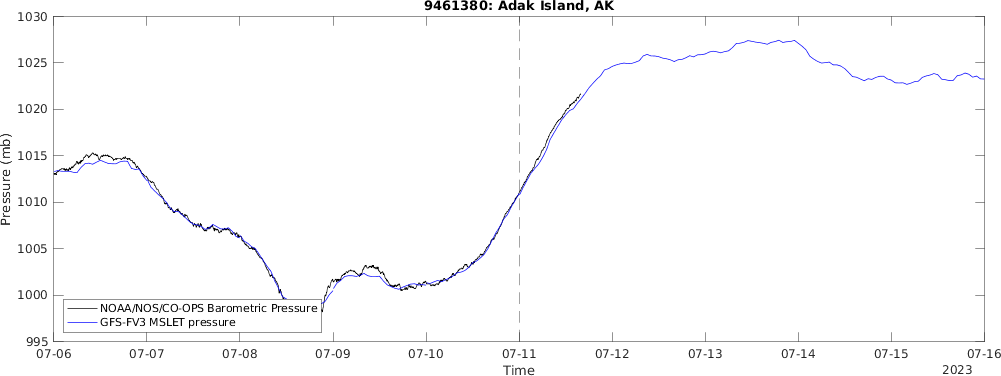 9461380: Adak Island, AK
1030
1025
1020
1015
1010
1005
1000
995
Pressure (mb)
NOAA/NOS/CO-OPS Barometric Pressure
GFS-FV3 MSLET pressure
07-06 07-07 07-08 07-09 07-10 07-11 07-12 07-13 07-14 07-15 07-16
Time
2023